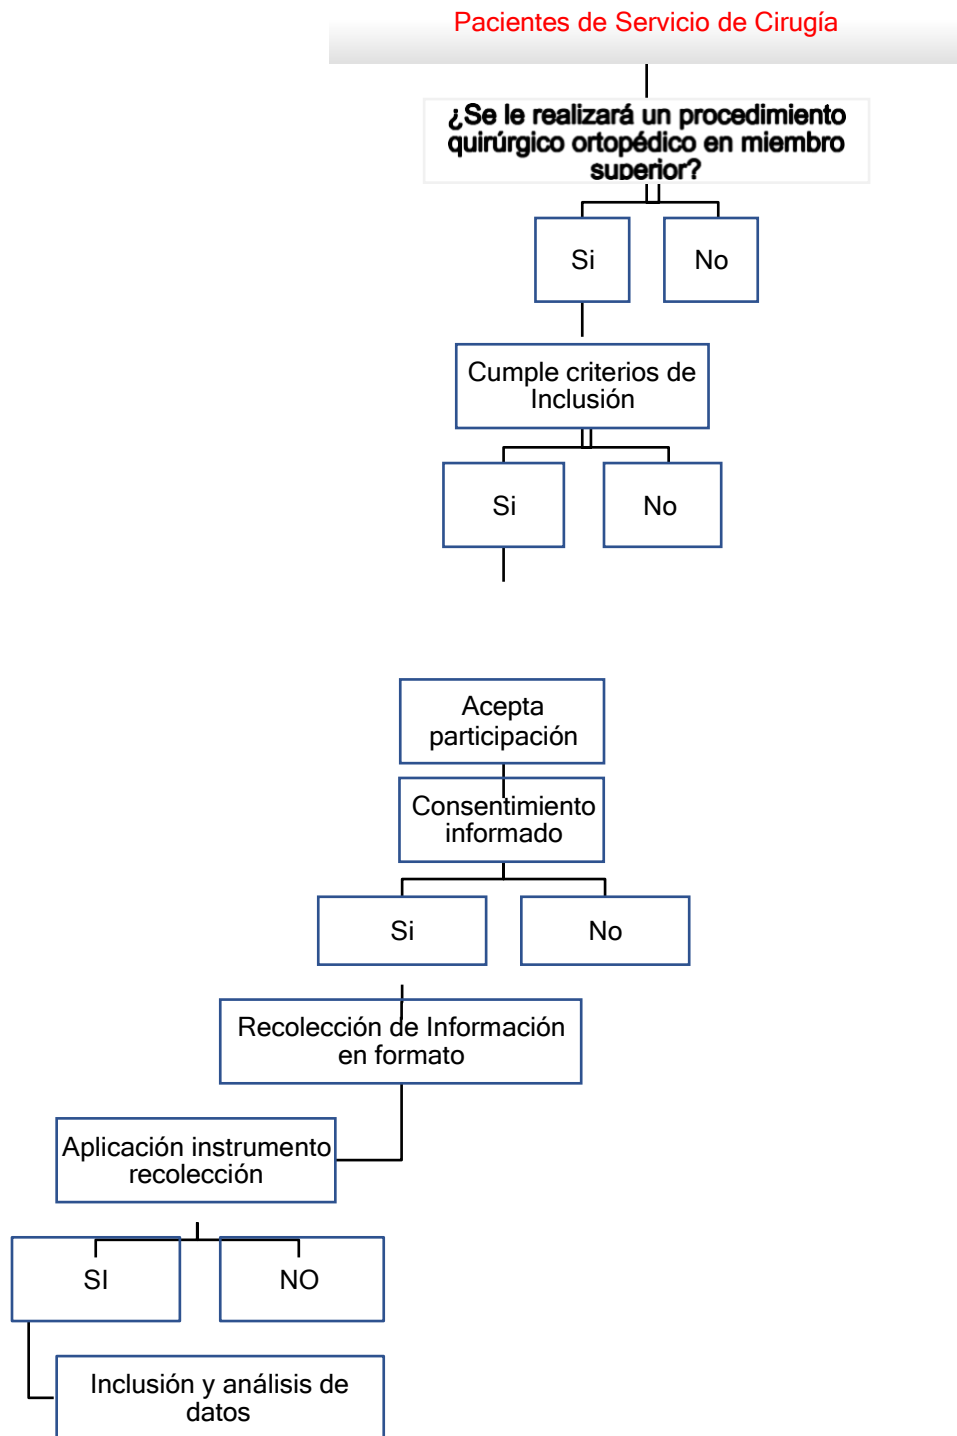 Pacientes de Servicio de Cirugía
¿Se le realizará un procedimiento
quirúrgico ortopédico en miembro
superior?
Si
No
Cumple criterios de
Inclusión
Si
No
Acepta
participación
Consentimiento
informado
Si
No
Recolección de Información
en formato
Aplicación instrumento
recolección
SI
NO
Inclusión y análisis de
datos